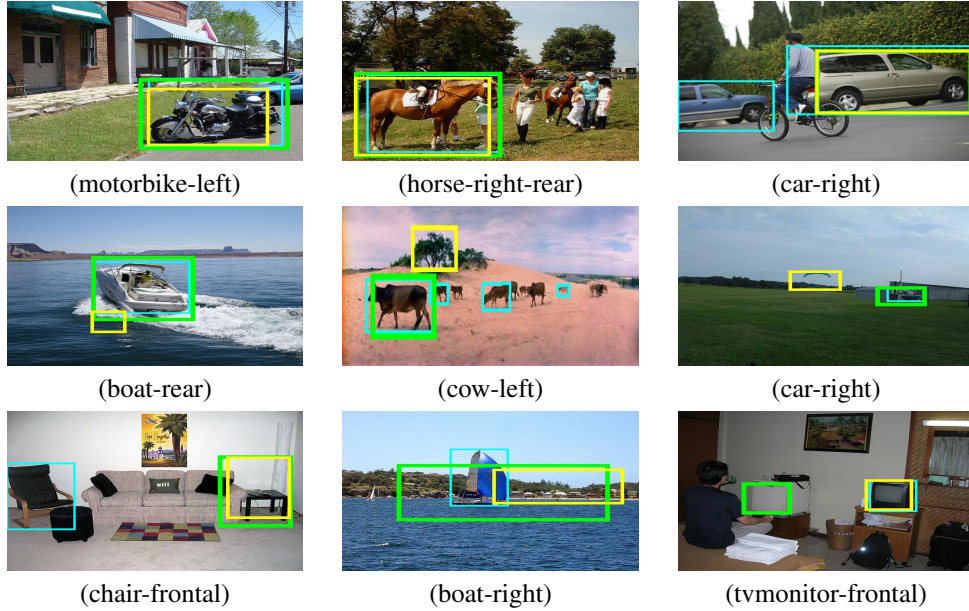 (motorbike-left)
(horse-right-rear)
(car-right)
(boat-rear)
(cow-left)
(car-right)
(chair-frontal)
(boat-right)
(tvmonitor-frontal)